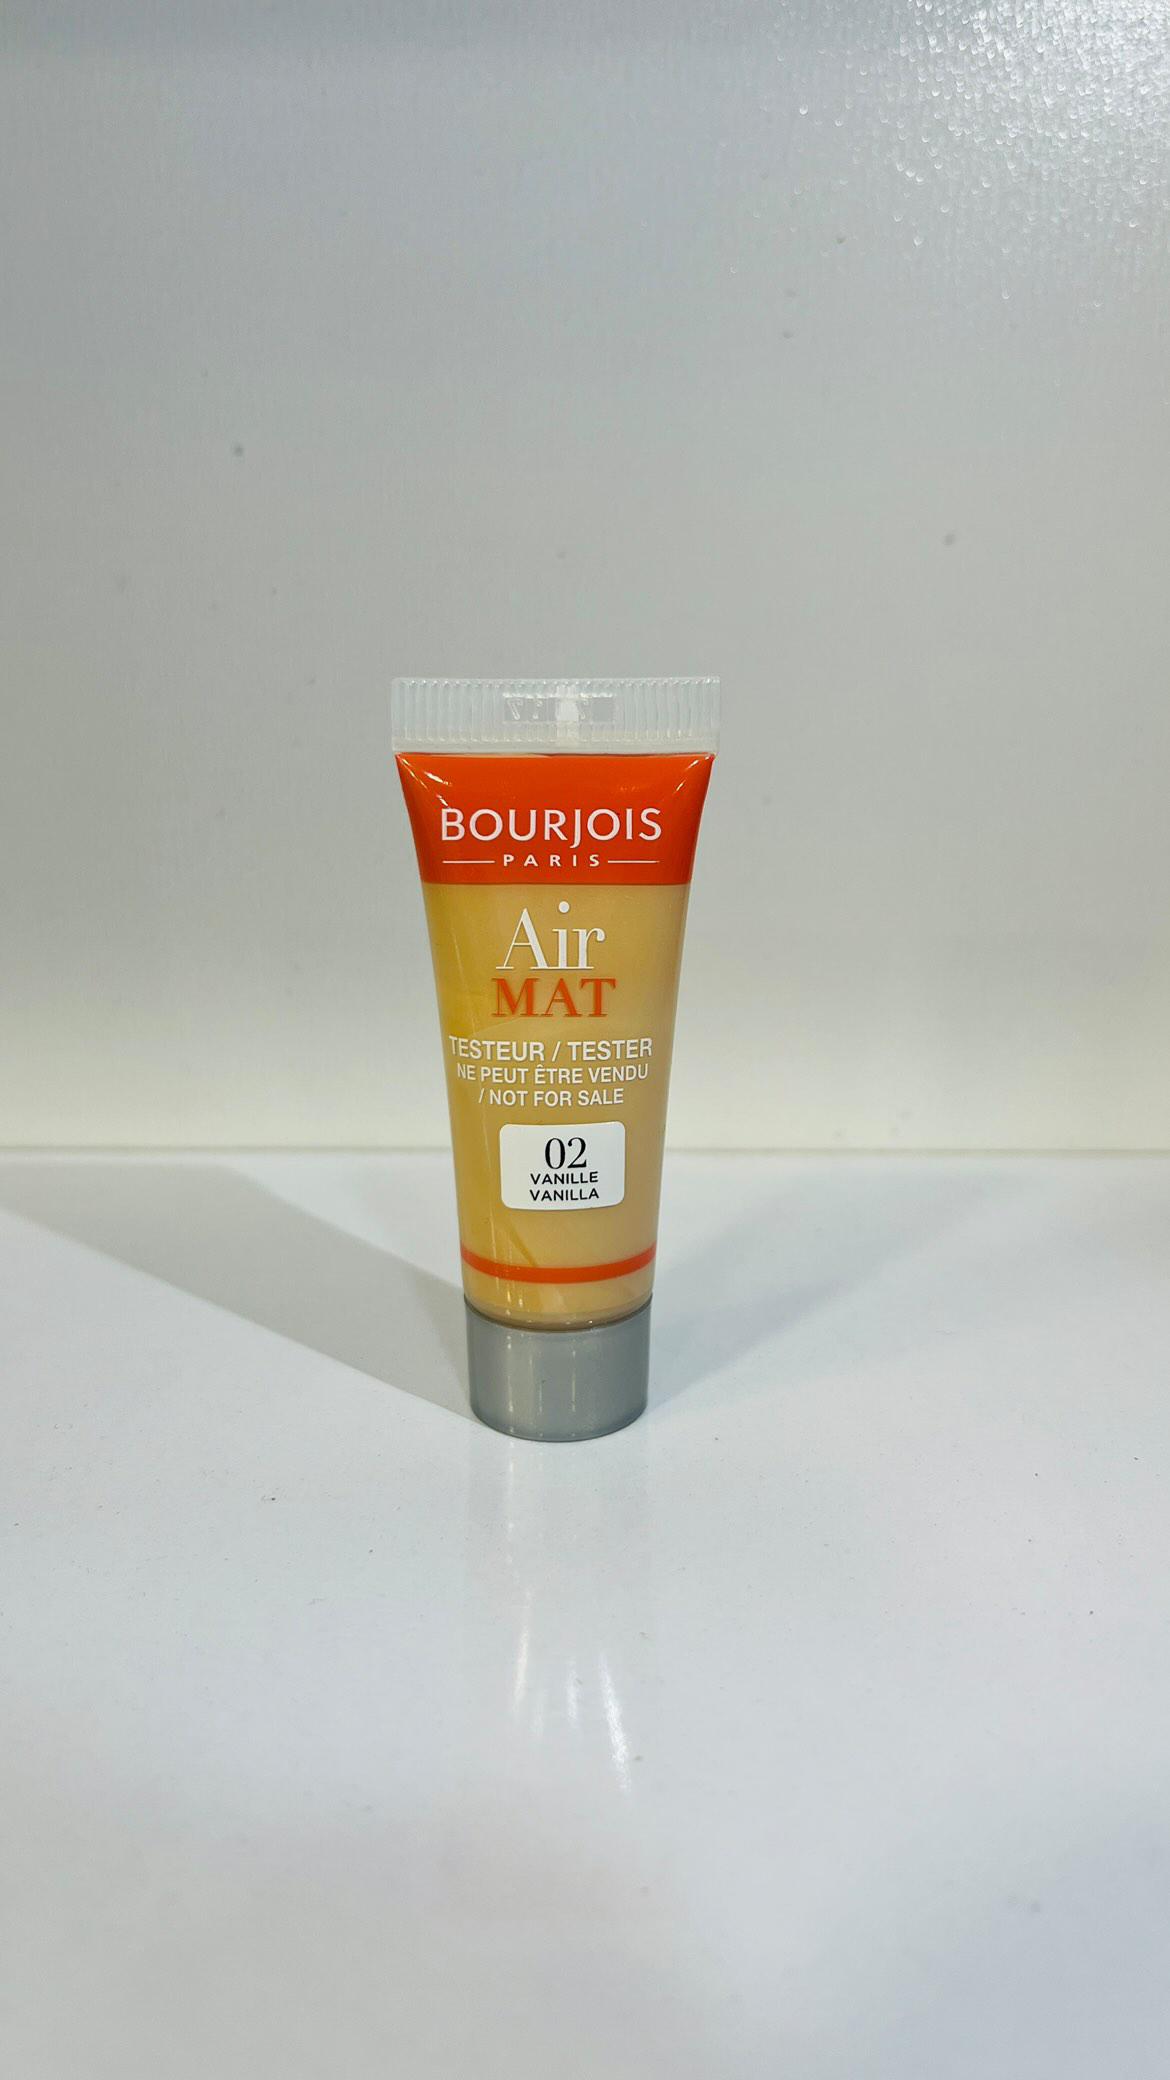 BOURJOIS
PARIS
Air
MAT
TESTEUR / TESTER
NE PEUT ÊTRE VENDU
/ NOT FOR SALE
02
VANILLE
VANILLA